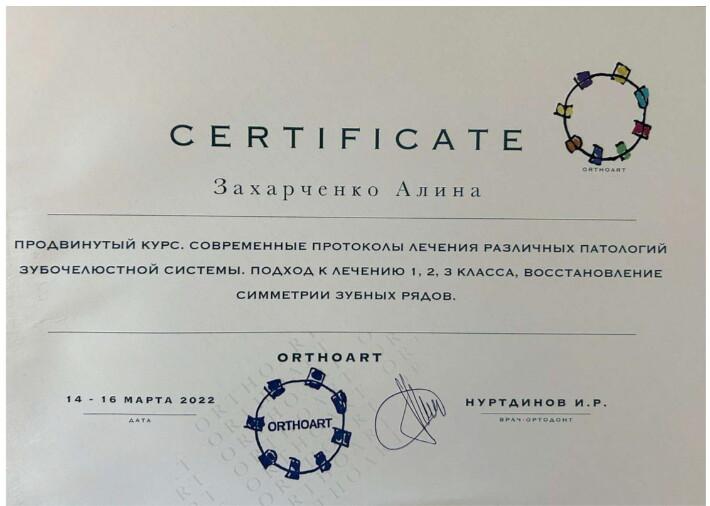 CERTIFICATE
ORTHOART
Захарченко Алина
ПРОДВИНУТЫЙ КУРС. СОВРЕМЕННЫЕ ПРОТОКОЛЫ ЛЕЧЕНИЯ РАЗЛИЧНЫХ ПАТОЛОГИЙ
ЗУБОЧЕЛЮСТНОЙ СИСТЕМЫ. ПОДХОД К ЛЕЧЕНИЮ 1, 2, 3 КЛАССА, ВОССТАНОВЛЕНИЕ
СИММЕТРИИ ЗУБНЫХ РЯДОВ.
ORTHOART
14 - 16 МАРТА 2022
ДАТА
ORTHOART
НУРТДИНОВ И.Р.
ВРАЧ-ОРТОДОНТ